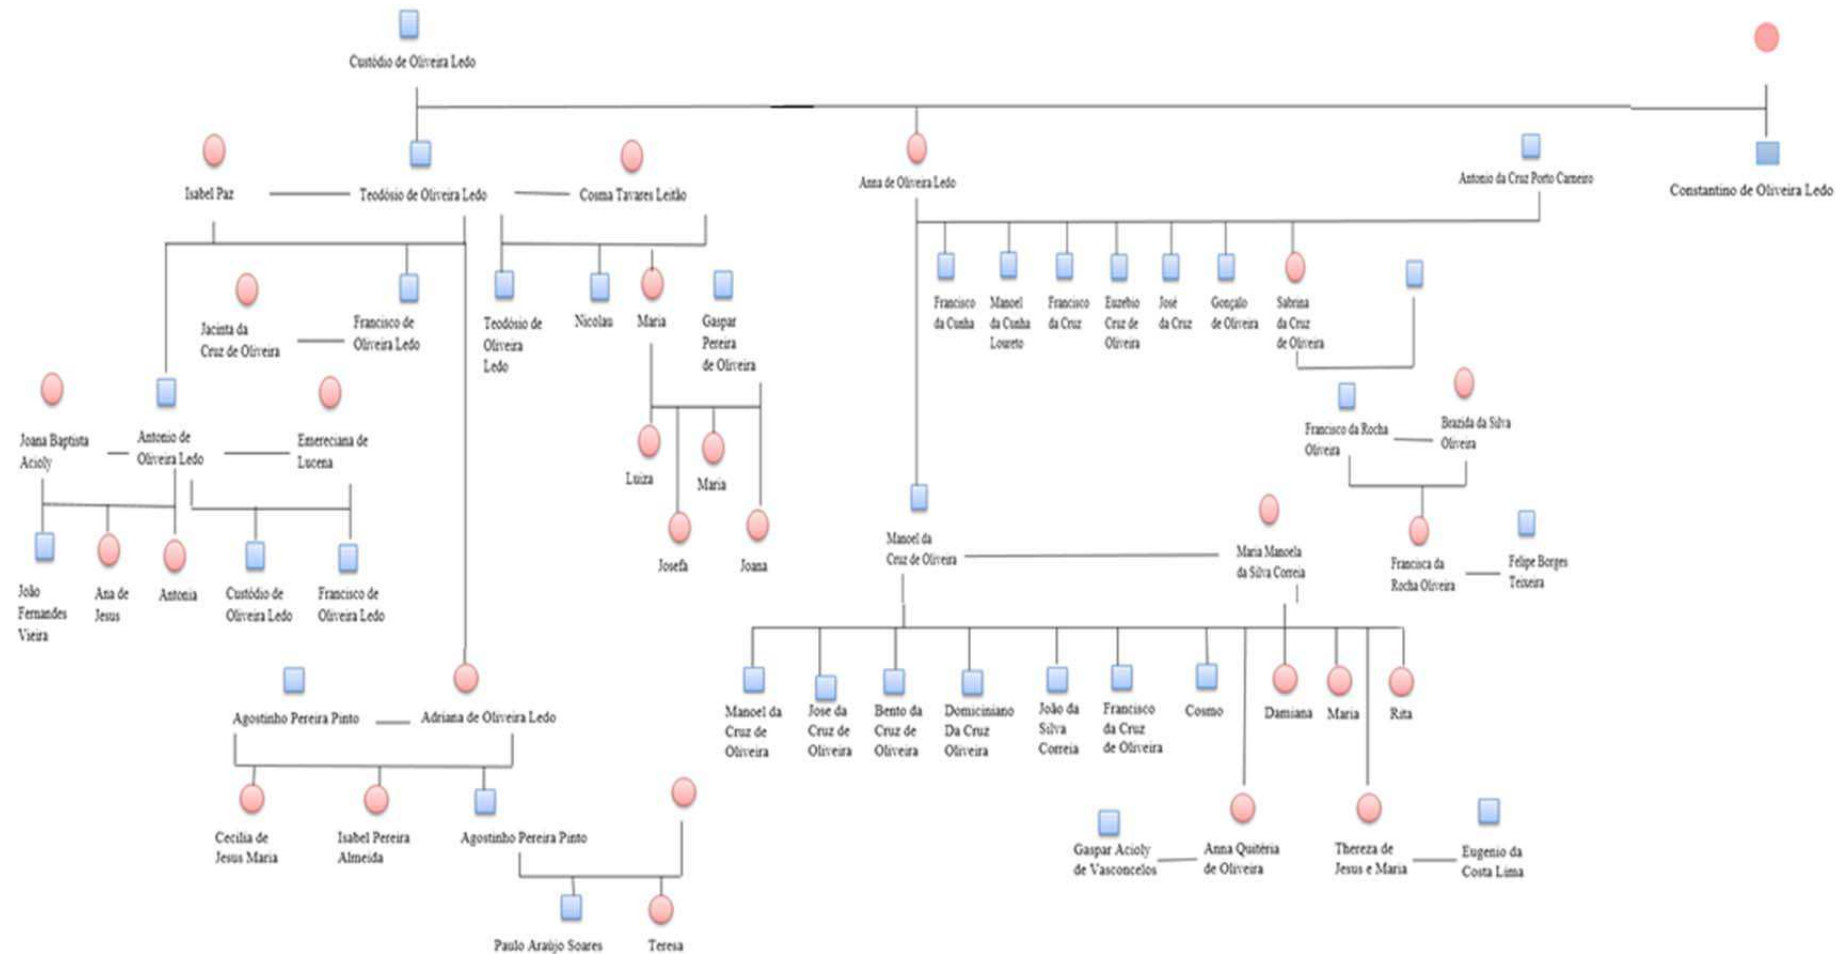 Custódio de Oliveira Ledo
Isabel Paz
Teodósio de Oliveira Ledo
Cosma Tavares Leitão
Anna de Oliveira Ledo
Antonio da Cruz Porto Carneiro
Constantino de Oliveira Ledo
Jacinta da
Cruz de Oliveira
Francisco de
Oliveira Ledo
Teodósio de
Oliveira
Ledo
Nicolau
Maria
Gaspar
Pereira
de Oliveira
Francisco
da Cunha
Manoel
da Cunha
Loureto
Francisco
da Cruz
Euzebio
Cruz de
Oliveira
José
da Cruz
Gonçalo
de Oliveira
Sabrina
da Cruz
de Oliveira
Joana Baptista
Acioly
Antonio de
Oliveira Ledo
Emereciana de
Lucena
Luiza
Maria
Josefa
Joana
Francisco da Rocha
Oliveira
Brazida da Silva
Oliveira
João
Fernandes
Vieira
Ana de
Jesus
Antonia
Custódio de
Oliveira Ledo
Francisco de
Oliveira Ledo
Manoel da
Cruz de Oliveira
Maria Manoela
da Silva Correia
Francisca da
Rocha Oliveira
Felipe Borges
Teixeira
Agostinho Pereira Pinto
Adriana de Oliveira Ledo
Manoel da
Cruz de
Oliveira
Jose da
Cruz de
Oliveira
Bento da
Cruz de
Oliveira
Domiciniano
Da Cruz
Oliveira
João da
Silva
Correia
Francisco
da Cruz
de Oliveira
Cosmo
Damiana
Maria
Rita
Cecilia de
Jesus Maria
Isabel Pereira
Almeida
Agostinho Pereira Pinto
Gaspar Acioly
de Vasconcelos
Anna Quitéria
de Oliveira
Thereza de
Jesus e Maria
Eugenio da
Costa Lima
Paulo Araújo Soares
Teresa